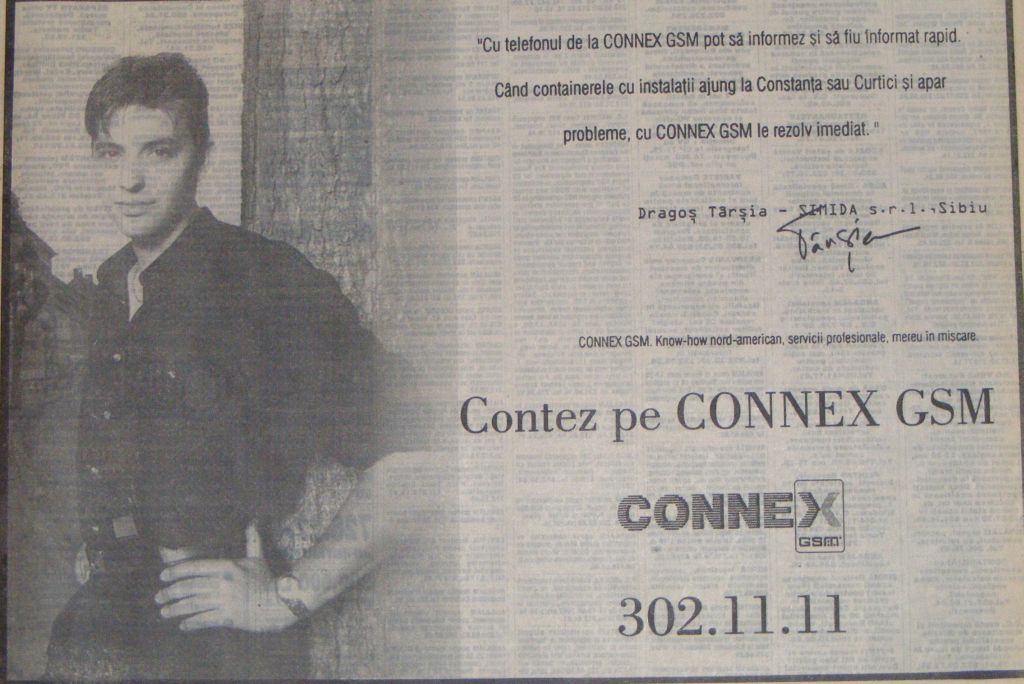 "Cu telefonul de la CONNEX GSM pot să informez și să fiu informat rapid.
Când containerele cu instalații ajung la Constanța sau Curtici și apar
probleme, cu CONNEX GSM le rezolv imediat. "
Dragoș Târșia - SIMIDA s.r.l., Sibiu
Târșia
CONNEX GSM. Know-how nord-american, servicii profesionale, mereu în mișcare.
Contez pe CONNEX GSM
CONNEX
GSM
302.11.11